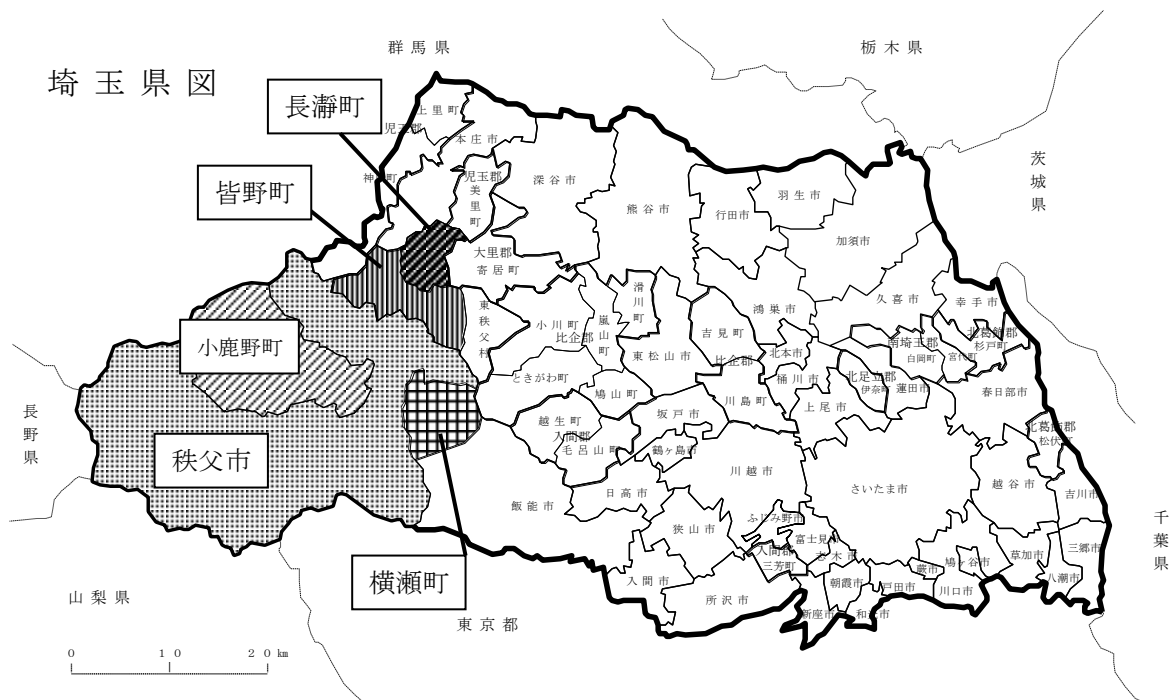 群馬県
栃木県
埼玉県図
長瀞町
上里町
児玉郡
本庄市
茨城県
皆野町
児玉郡
美里町
深谷市
熊谷市
行田市
羽生市
加須市
大里郡
寄居町
小鹿野町
東秩父村
小川町
比企郡
嵐山町
滑川町
東松山市
吉見町
比企郡
鴻巣市
北本市
桶川市
久喜市
幸手市
南埼玉郡
白岡町
宮代町
北葛飾郡
杉戸町
ときがわ町
鳩山町
川島町
上尾市
北足立郡
伊奈町
蓮田市
春日部市
長野県
秩父市
越生町
入間郡
毛呂山町
坂戸市
鶴ヶ島市
川越市
さいたま市
北葛飾郡
松伏町
越谷市
吉川市
飯能市
日高市
狭山市
ふじみ野市
富士見市
入間郡
三芳町
志木市
千葉県
横瀬町
入間市
所沢市
新座市
朝霞市
和光市
戸田市
蕨市
鳩ヶ谷市
川口市
草加市
八潮市
三郷市
山梨県
東京都
0 10 20㎞